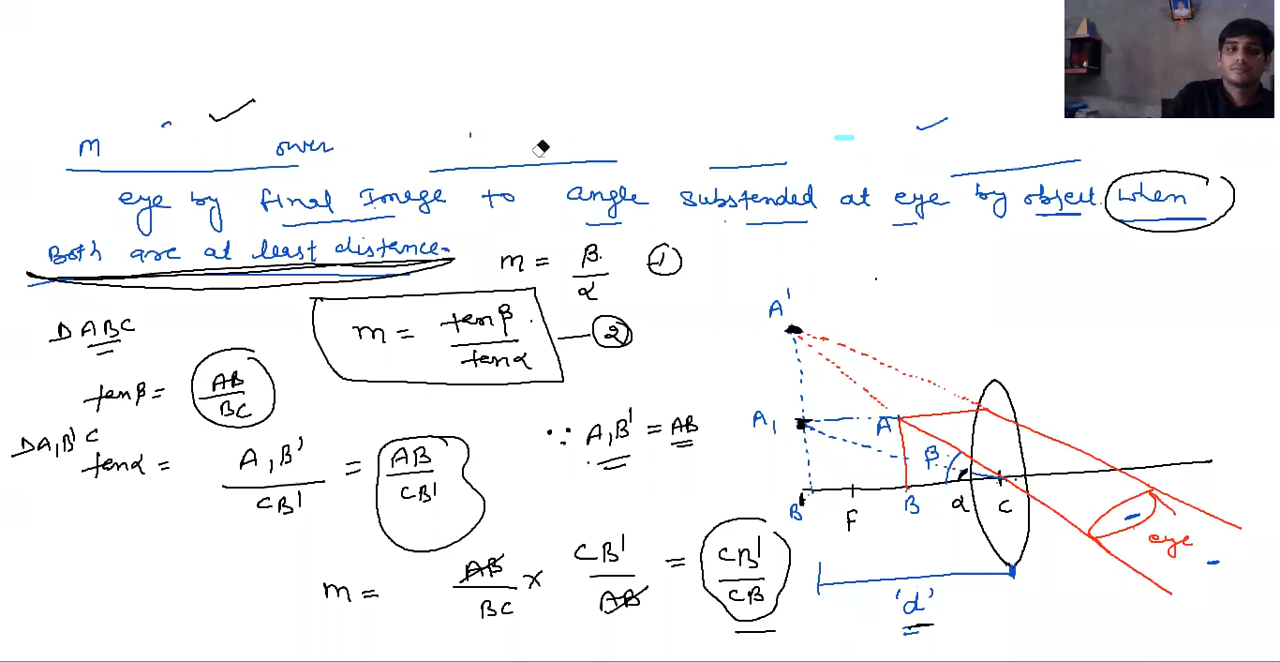 m over
eye by final Image to angle substended at eye by object. when
Both are at least distance.
m = β/α —①
m = tanβ/tanα —②
Δ ABC
tanβ = AB/BC
Δ A₁B'C
tanα = A₁B'/CB' = AB/CB'
∵ A₁B' = AB
m = AB/BC × CB'/AB = CB'/CB
A'
A₁
A
β
B'
F
B
α
C
eye
'd'